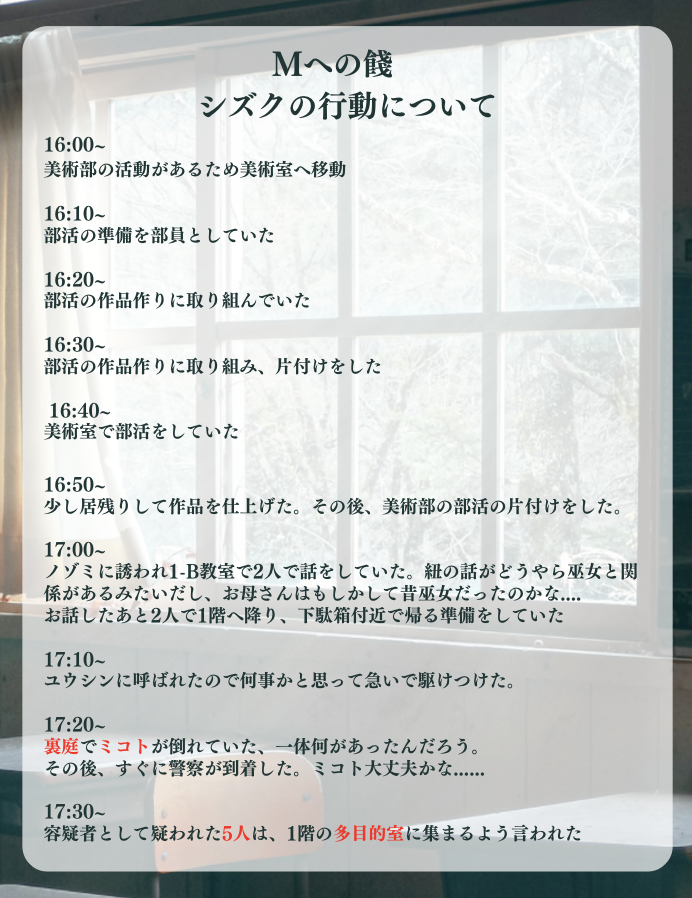 Mへの餞
シズクの行動について
16:00~
美術部の活動があるため美術室へ移動
16:10~
部活の準備を部員としていた
16:20~
部活の作品作りに取り組んでいた
16:30~
部活の作品作りに取り組み、片付けをした
16:40~
美術室で部活をしていた
16:50~
少し居残りして作品を仕上げた。その後、美術部の部活の片付けをした。
17:00~
ノゾミに誘われ1-B教室で2人で話をしていた。紐の話がどうやら巫女と関
係があるみたいだし、お母さんはもしかして昔巫女だったのかな....
お話したあと2人で1階へ降り、下駄箱付近で帰る準備をしていた
17:10~
ユウシンに呼ばれたので何事かと思って急いで駆けつけた。
17:20~
裏庭でミコトが倒れていた、一体何があったんだろう。
その後、すぐに警察が到着した。ミコト大丈夫かな......
17:30~
容疑者として疑われた5人は、1階の多目的室に集まるよう言われた